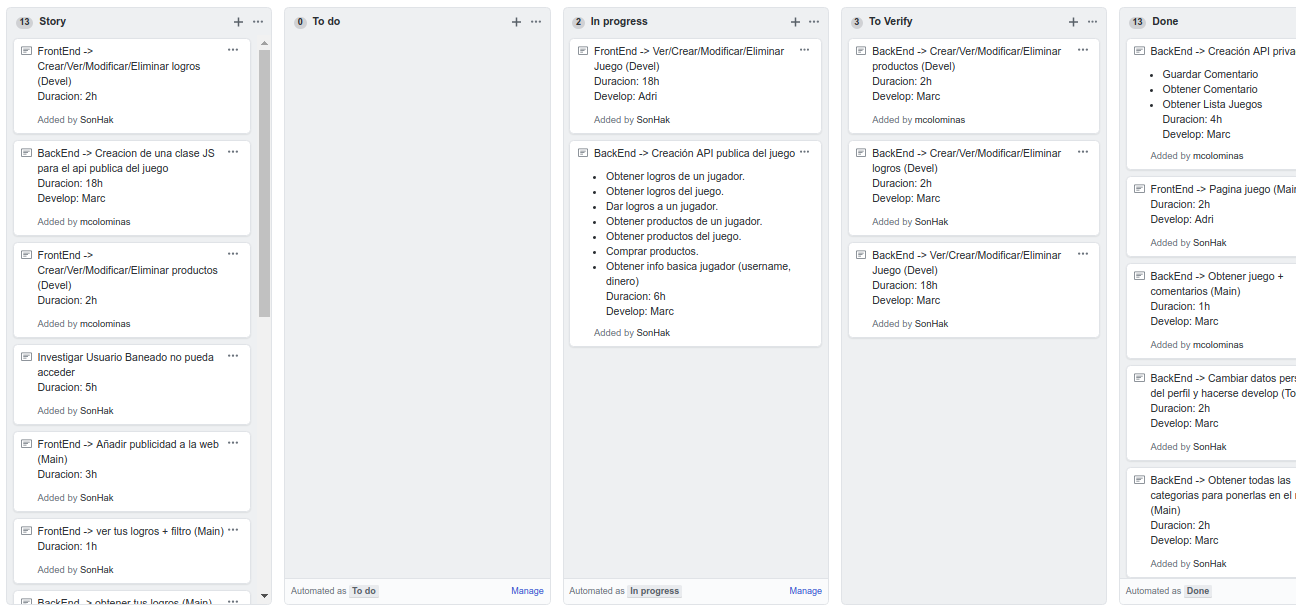 13 Story
FrontEnd ->
Crear/Ver/Modificar/Eliminar logros
(Devel)
Duracion: 2h
Added by SonHak
BackEnd -> Creacion de una clase JS
para el api publica del juego
Duracion: 18h
Develop: Marc
Added by mcolominas
FrontEnd ->
Crear/Ver/Modificar/Eliminar productos
(Devel)
Duracion: 2h
Added by mcolominas
Investigar Usuario Baneado no pueda
acceder
Duracion: 5h
Added by SonHak
FrontEnd -> Añadir publicidad a la web
(Main)
Duracion: 3h
Added by SonHak
FrontEnd -> ver tus logros + filtro (Main)
Duracion: 1h
Added by SonHak
BackEnd -> obtener tus logros (Main)
0 To do
Automated as To do Manage
2 In progress
FrontEnd -> Ver/Crear/Modificar/Eliminar
Juego (Devel)
Duracion: 18h
Develop: Adri
Added by SonHak
BackEnd -> Creación API publica del juego
• Obtener logros de un jugador.
• Obtener logros del juego.
• Dar logros a un jugador.
• Obtener productos de un jugador.
• Obtener productos del juego.
• Comprar productos.
• Obtener info basica jugador (username,
dinero)
Duracion: 6h
Develop: Marc
Added by SonHak
Automated as In progress Manage
3 To Verify
BackEnd -> Crear/Ver/Modificar/Eliminar
productos (Devel)
Duracion: 2h
Develop: Marc
Added by mcolominas
BackEnd -> Crear/Ver/Modificar/Eliminar
logros (Devel)
Duracion: 2h
Develop: Marc
Added by SonHak
BackEnd -> Ver/Crear/Modificar/Eliminar
Juego (Devel)
Duracion: 18h
Develop: Marc
Added by SonHak
13 Done
BackEnd -> Creación API priva
• Guardar Comentario
• Obtener Comentario
• Obtener Lista Juegos
Duracion: 4h
Develop: Marc
Added by mcolominas
FrontEnd -> Pagina juego (Mai
Duracion: 2h
Develop: Adri
Added by SonHak
BackEnd -> Obtener juego +
comentarios (Main)
Duracion: 1h
Develop: Marc
Added by mcolominas
BackEnd -> Cambiar datos pers
del perfil y hacerse develop (To
Duracion: 2h
Develop: Marc
Added by SonHak
BackEnd -> Obtener todas las
categorias para ponerlas en el
(Main)
Duracion: 2h
Develop: Marc
Added by SonHak
Automated as Done